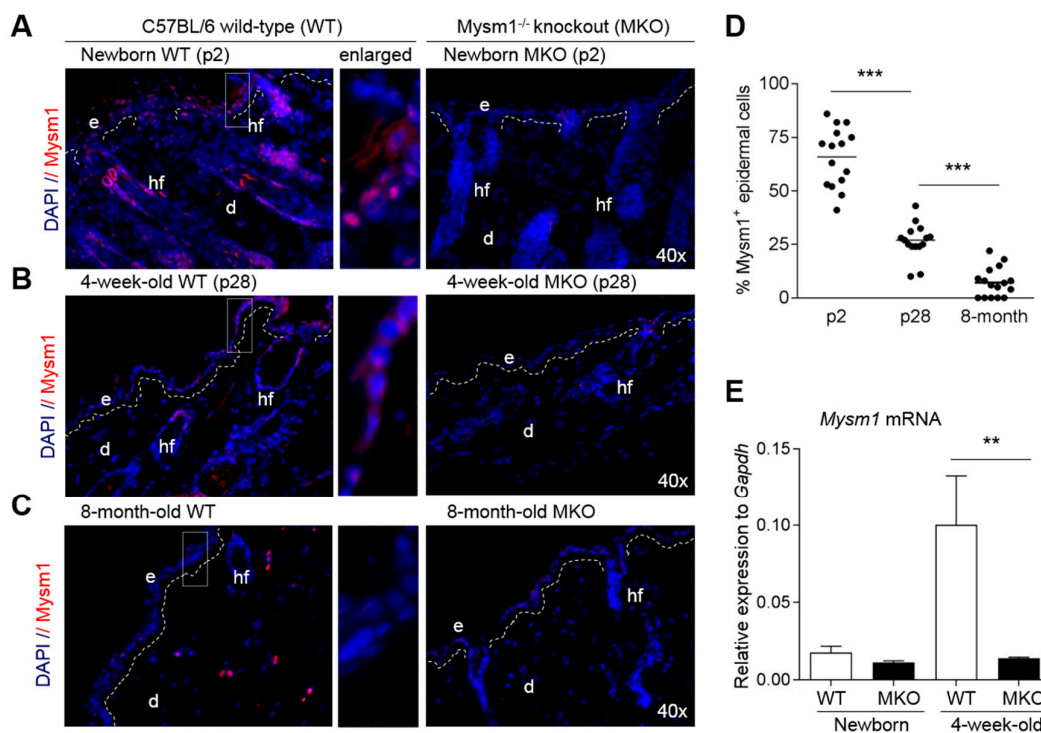 A
C57BL/6 wild-type (WT)
Mysm1-/- knockout (MKO)
Newborn WT (p2)
enlarged
Newborn MKO (p2)
DAPI // Mysm1
e
hf
hf
d
e
hf
hf
d
40x
B
4-week-old WT (p28)
4-week-old MKO (p28)
DAPI // Mysm1
e
hf
d
hf
e
hf
d
40x
C
8-month-old WT
8-month-old MKO
DAPI // Mysm1
e
hf
d
e
hf
d
40x
D
% Mysm1+ epidermal cells
100
75
50
25
0
***
***
p2
p28
8-month
E
Mysm1 mRNA
Relative expression to Gapdh
0.15
0.10
0.05
0.00
**
WT
MKO
WT
MKO
Newborn
4-week-old